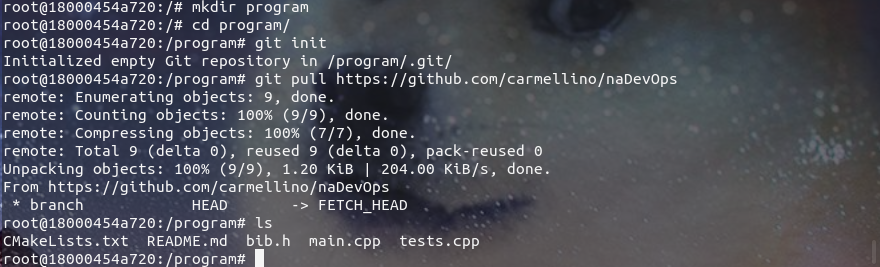 root@18000454a720:/# mkdir program
root@18000454a720:/# cd program/
root@18000454a720:/program# git init
Initialized empty Git repository in /program/.git/
root@18000454a720:/program# git pull https://github.com/carmellino/naDevOps
remote: Enumerating objects: 9, done.
remote: Counting objects: 100% (9/9), done.
remote: Compressing objects: 100% (7/7), done.
remote: Total 9 (delta 0), reused 9 (delta 0), pack-reused 0
Unpacking objects: 100% (9/9), 1.20 KiB | 204.00 KiB/s, done.
From https://github.com/carmellino/naDevOps
 * branch            HEAD       -> FETCH_HEAD
root@18000454a720:/program# ls
CMakeLists.txt  README.md  bib.h  main.cpp  tests.cpp
root@18000454a720:/program#